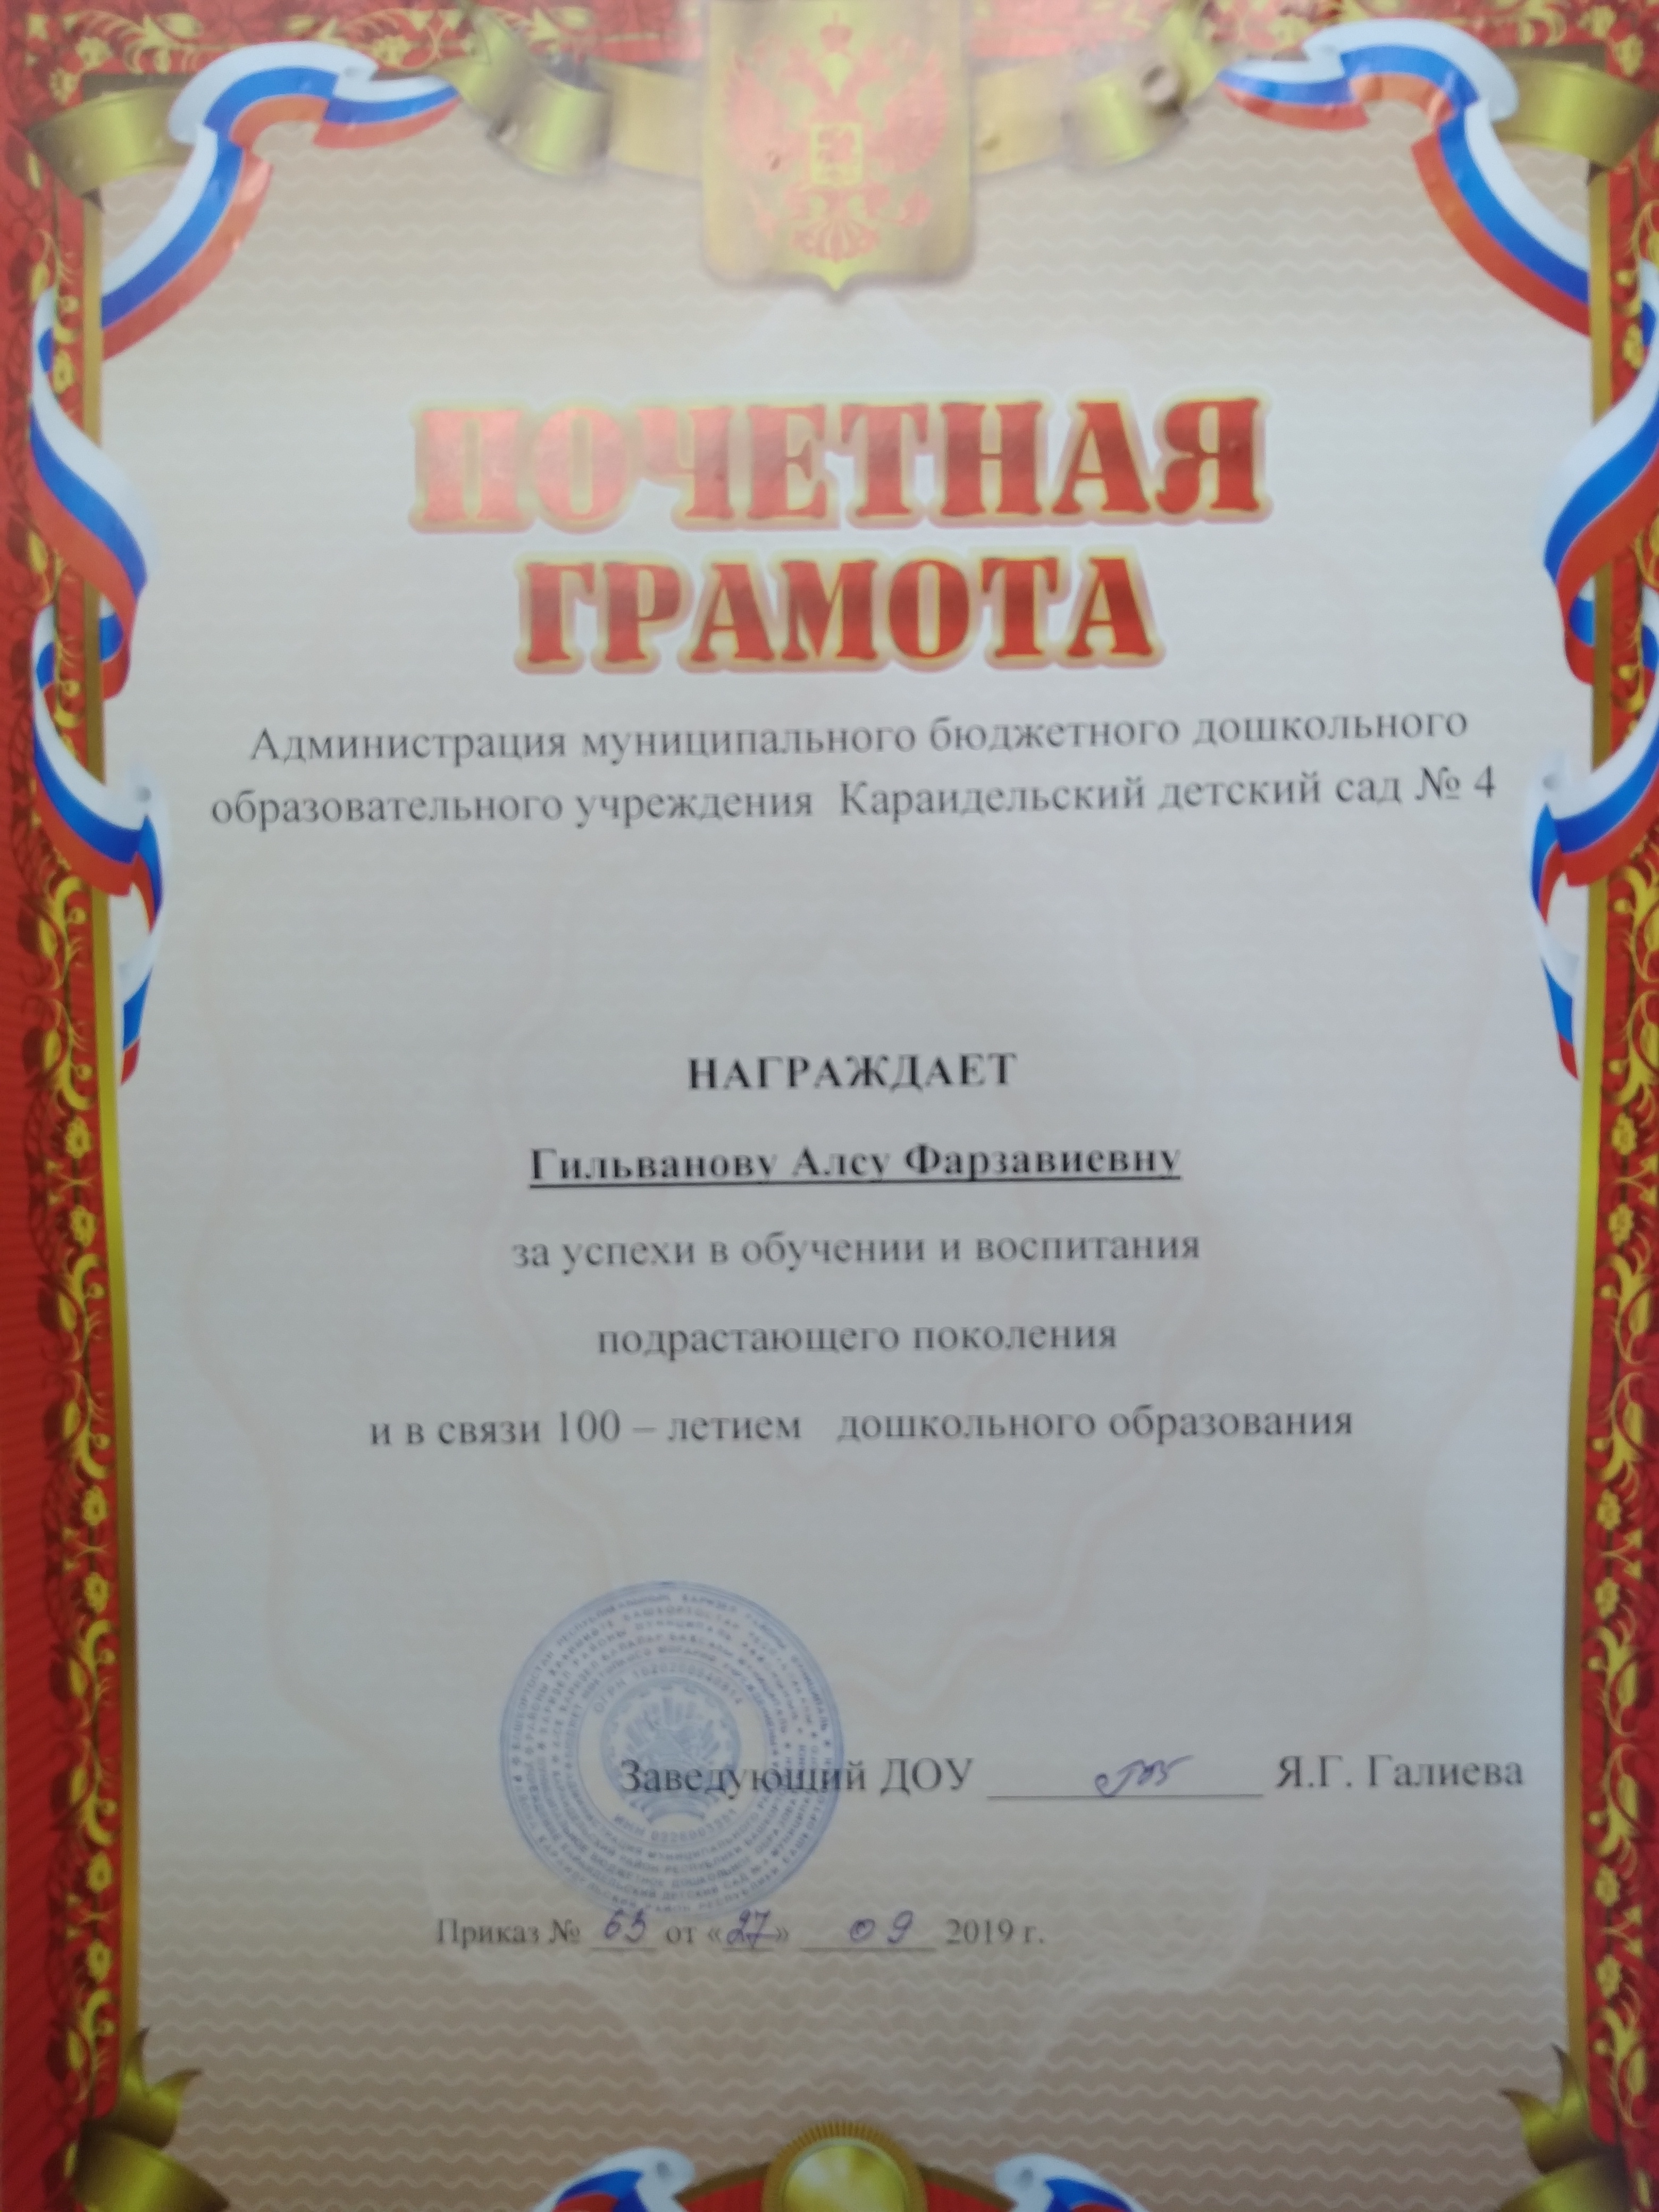 ПОЧЕТНАЯ
ГРАМОТА
Администрация муниципального бюджетного дошкольного
образовательного учреждения Караидельский детский сад № 4
НАГРАЖДАЕТ
Гильванову Алсу Фарзавиевну
за успехи в обучении и воспитания
подрастающего поколения
и в связи 100 – летием дошкольного образования
Заведующий ДОУ Я.Г. Галиева
Приказ № 63 от «27» 09 2019 г.